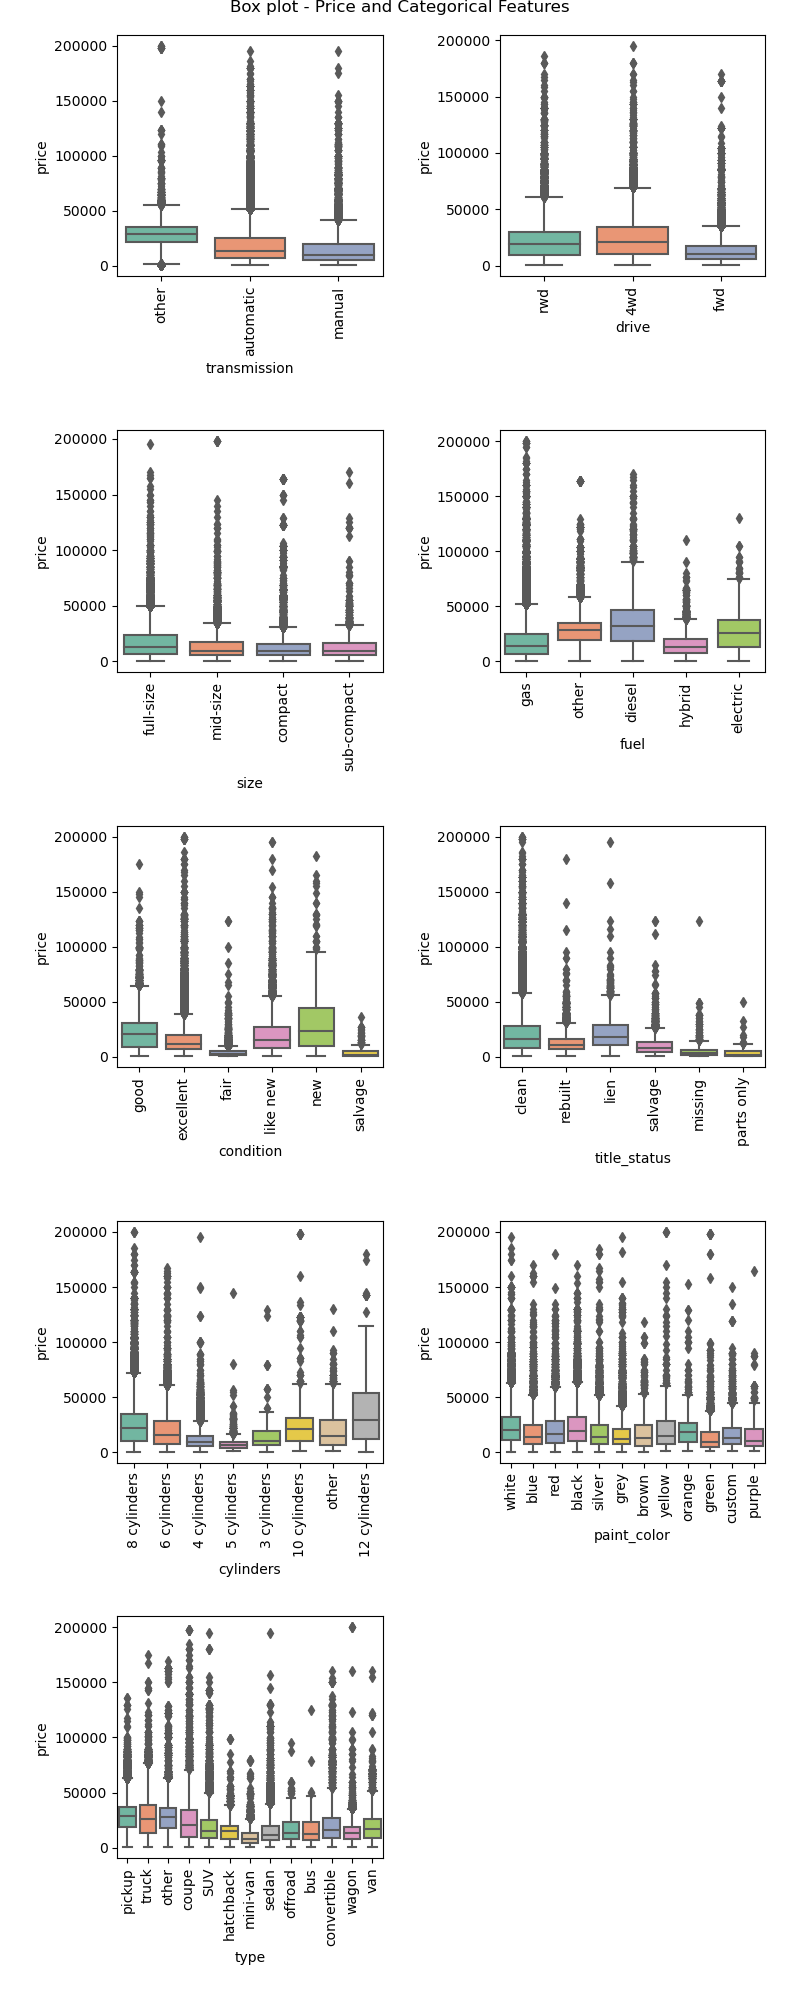 Box plot - Price and Categorical Features
200000
150000
100000
50000
0
price
other
automatic
manual
transmission
200000
150000
100000
50000
0
price
rwd
4wd
fwd
drive
200000
150000
100000
50000
0
price
full-size
mid-size
compact
sub-compact
size
200000
150000
100000
50000
0
price
gas
other
diesel
hybrid
electric
fuel
200000
150000
100000
50000
0
price
good
excellent
fair
like new
new
salvage
condition
200000
150000
100000
50000
0
price
clean
rebuilt
lien
salvage
missing
parts only
title_status
200000
150000
100000
50000
0
price
8 cylinders
6 cylinders
4 cylinders
5 cylinders
3 cylinders
10 cylinders
other
12 cylinders
cylinders
200000
150000
100000
50000
0
price
white
blue
red
black
silver
grey
brown
yellow
orange
green
custom
purple
paint_color
200000
150000
100000
50000
0
price
pickup
truck
other
coupe
SUV
hatchback
mini-van
sedan
offroad
bus
convertible
wagon
van
type